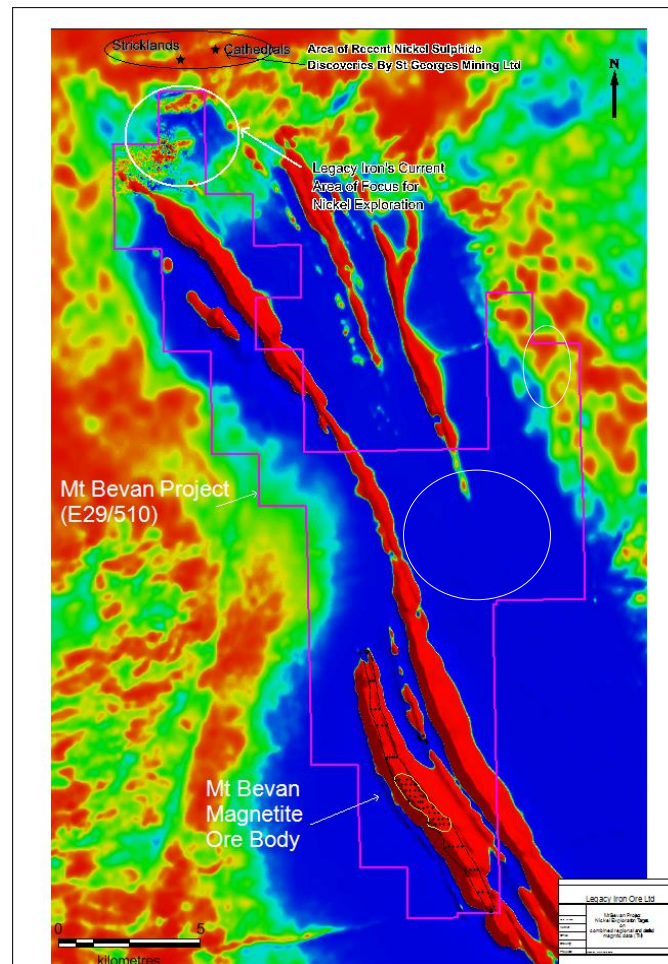 Stricklands
Cathedrals
Area of Recent Nickel Sulphide
Discoveries By St Georges Mining Ltd
N
Legacy Iron's Current
Area of Focus for
Nickel Exploration
Mt Bevan Project
(E29/510)
Mt Bevan
Magnetite
Ore Body
0
5
kilometres
Legacy Iron Ore Ltd
Mt Bevan Project
Nickel Exploration Targets
on
combined regional and detailed
magnetic data